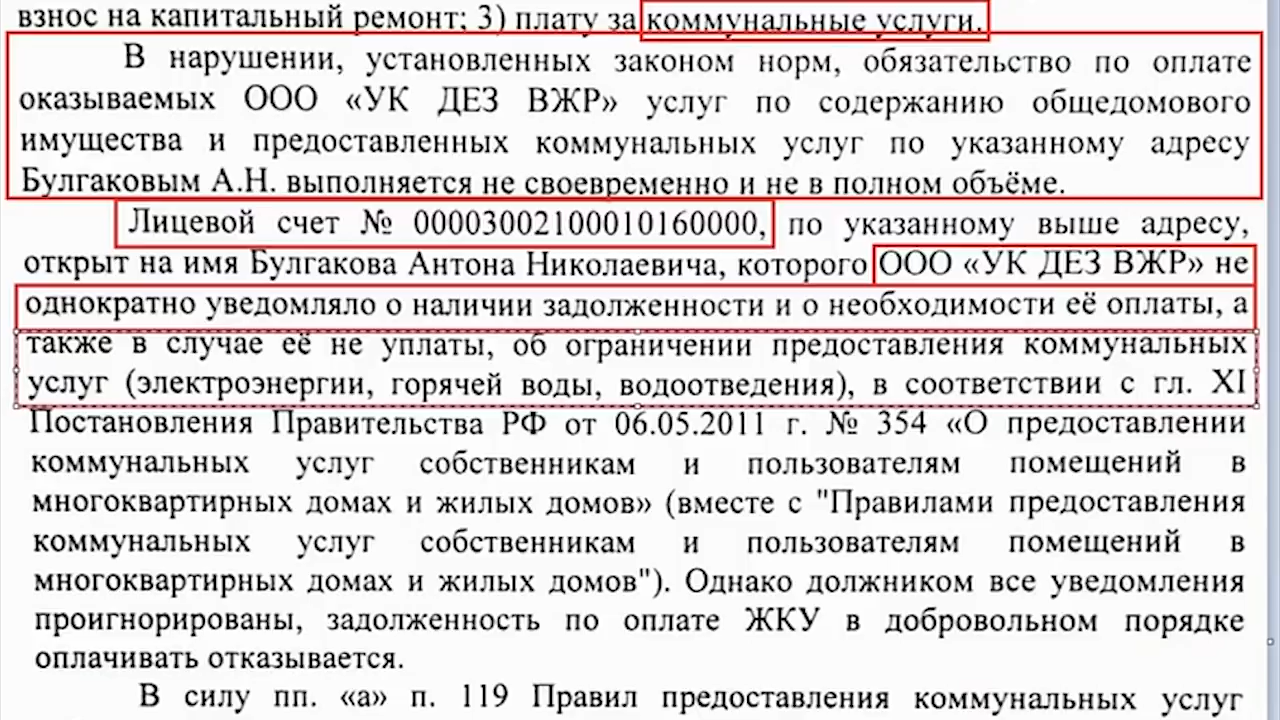 взнос на капитальный ремонт; 3) плату за коммунальные услуги.
В нарушении, установленных законом норм, обязательство по оплате
оказываемых ООО «УК ДЕЗ ВЖР» услуг по содержанию общедомового
имущества и предоставленных коммунальных услуг по указанному адресу
Булгаковым А.Н. выполняется не своевременно и не в полном объёме.
Лицевой счет № 00003002100010160000, по указанному выше адресу,
открыт на имя Булгакова Антона Николаевича, которого ООО «УК ДЕЗ ВЖР» не
однократно уведомляло о наличии задолженности и о необходимости её оплаты, а
также в случае её не уплаты, об ограничении предоставления коммунальных
услуг (электроэнергии, горячей воды, водоотведения), в соответствии с гл. XI
Постановления Правительства РФ от 06.05.2011 г. № 354 «О предоставлении
коммунальных услуг собственникам и пользователям помещений в
многоквартирных домах и жилых домов» (вместе с "Правилами предоставления
коммунальных услуг собственникам и пользователям помещений в
многоквартирных домах и жилых домов"). Однако должником все уведомления
проигнорированы, задолженность по оплате ЖКУ в добровольном порядке
оплачивать отказывается.
В силу пп. «а» п. 119 Правил предоставления коммунальных услуг